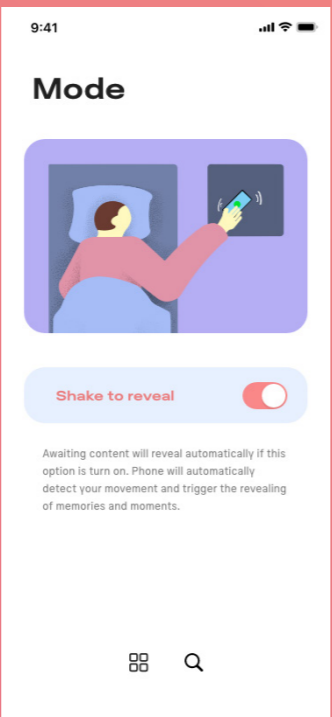 9:41
Mode
Shake to reveal
Awaiting content will reveal automatically if this
option is turn on. Phone will automatically
detect your movement and trigger the revealing
of memories and moments.